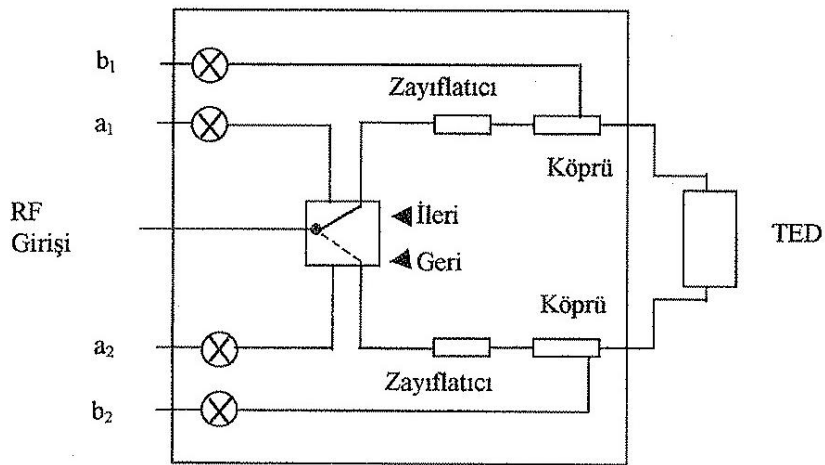 b₁
Zayıflatıcı
a₁
Köprü
RF
Girişi
İleri
TED
Geri
Köprü
a₂
Zayıflatıcı
b₂